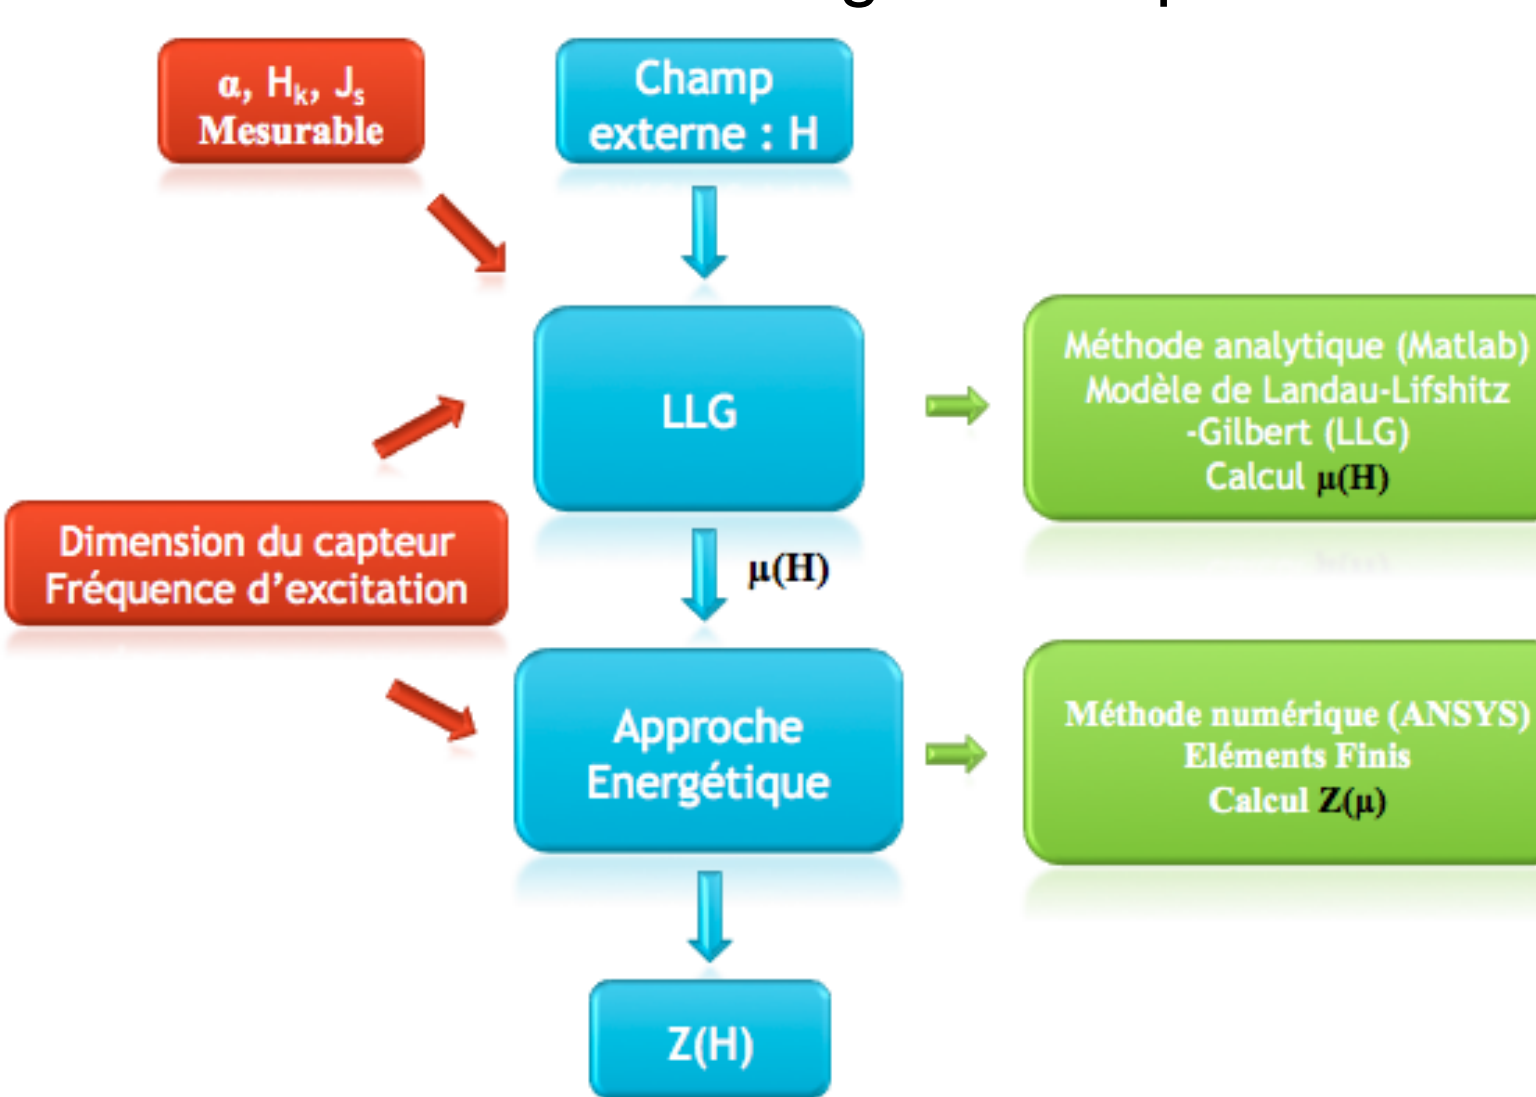 α, Hk, Js
Mesurable
Champ
externe : H
LLG
Méthode analytique (Matlab)
Modèle de Landau-Lifshitz
-Gilbert (LLG)
Calcul μ(H)
Dimension du capteur
Fréquence d’excitation
μ(H)
Approche
Energétique
Méthode numérique (ANSYS)
Eléments Finis
Calcul Z(μ)
Z(H)